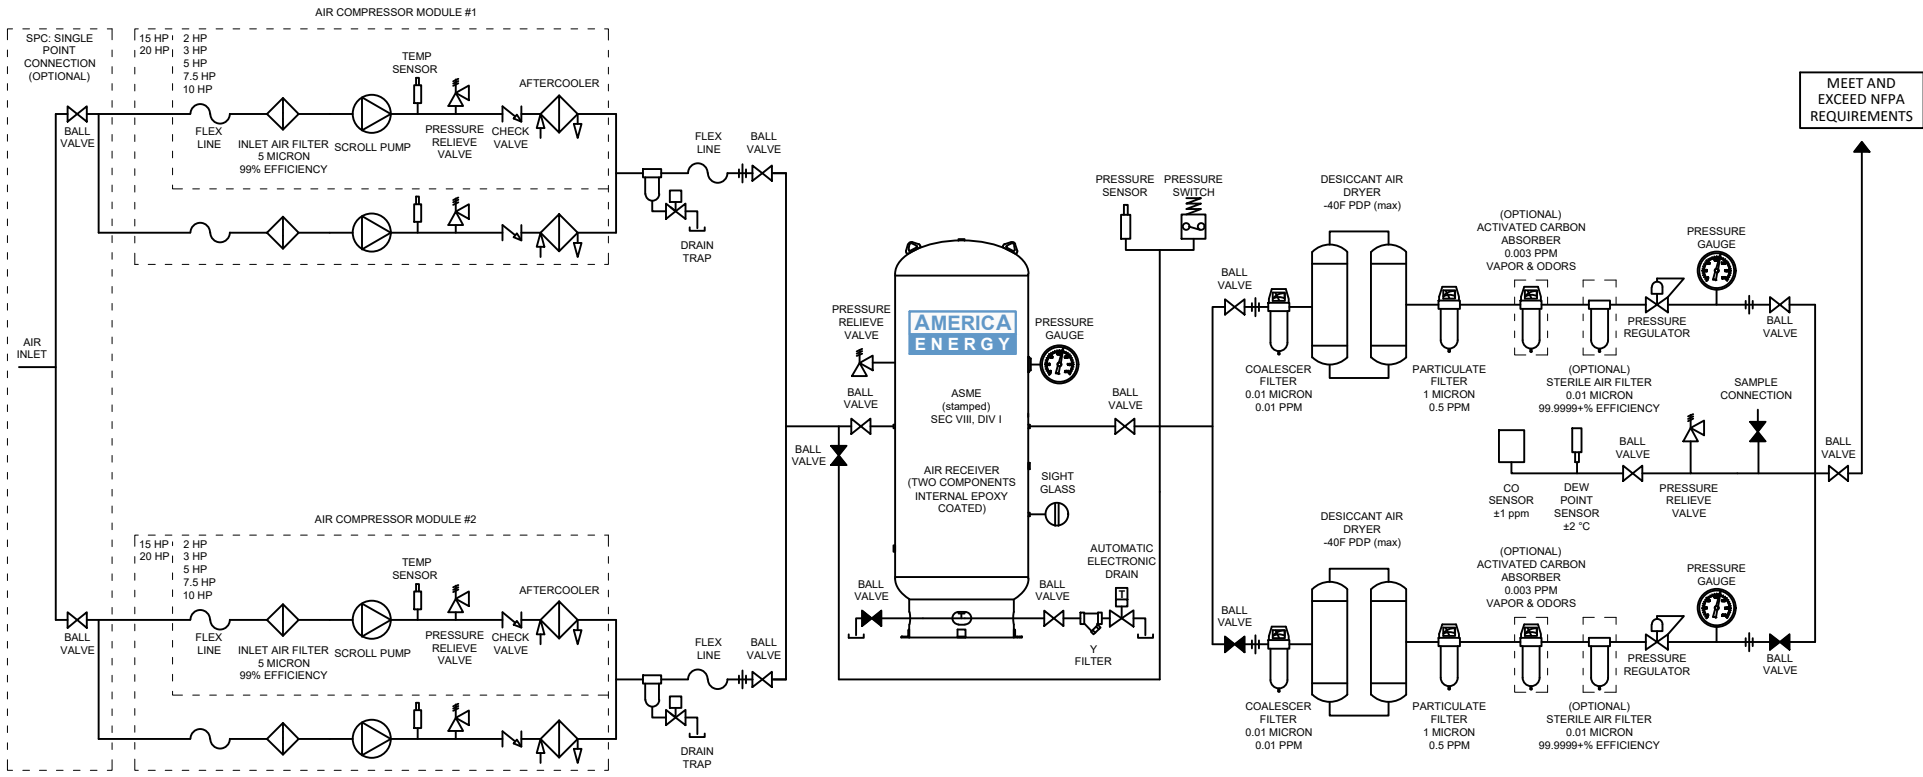 AIR COMPRESSOR MODULE #1
SPC: SINGLE
POINT
CONNECTION
(OPTIONAL)
15 HP
20 HP
2 HP
3 HP
5 HP
7.5 HP
10 HP
TEMP
SENSOR
AFTERCOOLER
BALL
VALVE
FLEX
LINE
INLET AIR FILTER
5 MICRON
99% EFFICIENCY
SCROLL PUMP
PRESSURE
RELIEVE
VALVE
CHECK
VALVE
FLEX
LINE
BALL
VALVE
DRAIN
TRAP
AIR
INLET
AIR COMPRESSOR MODULE #2
15 HP
20 HP
2 HP
3 HP
5 HP
7.5 HP
10 HP
TEMP
SENSOR
AFTERCOOLER
BALL
VALVE
FLEX
LINE
INLET AIR FILTER
5 MICRON
99% EFFICIENCY
SCROLL PUMP
PRESSURE
RELIEVE
VALVE
CHECK
VALVE
FLEX
LINE
BALL
VALVE
DRAIN
TRAP
PRESSURE
RELIEVE
VALVE
BALL
VALVE
BALL
VALVE
AMERICA
ENERGY
ASME
(stamped)
SEC VIII, DIV I
AIR RECEIVER
(TWO COMPONENTS
INTERNAL EPOXY
COATED)
PRESSURE
GAUGE
SIGHT
GLASS
BALL
VALVE
T
BALL
VALVE
Y
FILTER
AUTOMATIC
ELECTRONIC
DRAIN
T
BALL
VALVE
PRESSURE
SENSOR
PRESSURE
SWITCH
BALL
VALVE
COALESCER
FILTER
0.01 MICRON
0.01 PPM
DESICCANT AIR
DRYER
-40F PDP (max)
PARTICULATE
FILTER
1 MICRON
0.5 PPM
(OPTIONAL)
ACTIVATED CARBON
ABSORBER
0.003 PPM
VAPOR & ODORS
(OPTIONAL)
STERILE AIR FILTER
0.01 MICRON
99.9999+% EFFICIENCY
PRESSURE
REGULATOR
PRESSURE
GAUGE
BALL
VALVE
MEET AND
EXCEED NFPA
REQUIREMENTS
SAMPLE
CONNECTION
CO
SENSOR
±1 ppm
DEW
POINT
SENSOR
±2 °C
BALL
VALVE
PRESSURE
RELIEVE
VALVE
BALL
VALVE
BALL
VALVE
COALESCER
FILTER
0.01 MICRON
0.01 PPM
DESICCANT AIR
DRYER
-40F PDP (max)
PARTICULATE
FILTER
1 MICRON
0.5 PPM
(OPTIONAL)
ACTIVATED CARBON
ABSORBER
0.003 PPM
VAPOR & ODORS
(OPTIONAL)
STERILE AIR FILTER
0.01 MICRON
99.9999+% EFFICIENCY
PRESSURE
REGULATOR
PRESSURE
GAUGE
BALL
VALVE